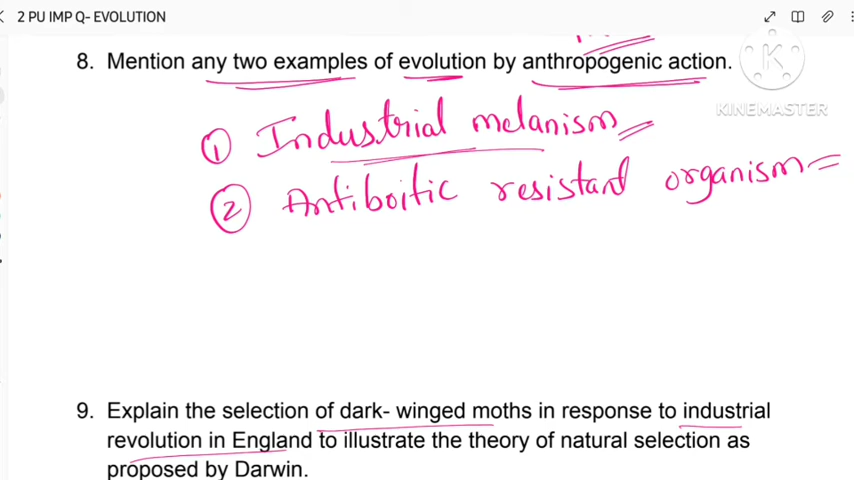 2 PU IMP Q- EVOLUTION
8. Mention any two examples of evolution by anthropogenic action.
KINEMASTER
① Industrial melanism
② Antiboitic resistant organism
9. Explain the selection of dark- winged moths in response to industrial
revolution in England to illustrate the theory of natural selection as
proposed by Darwin.